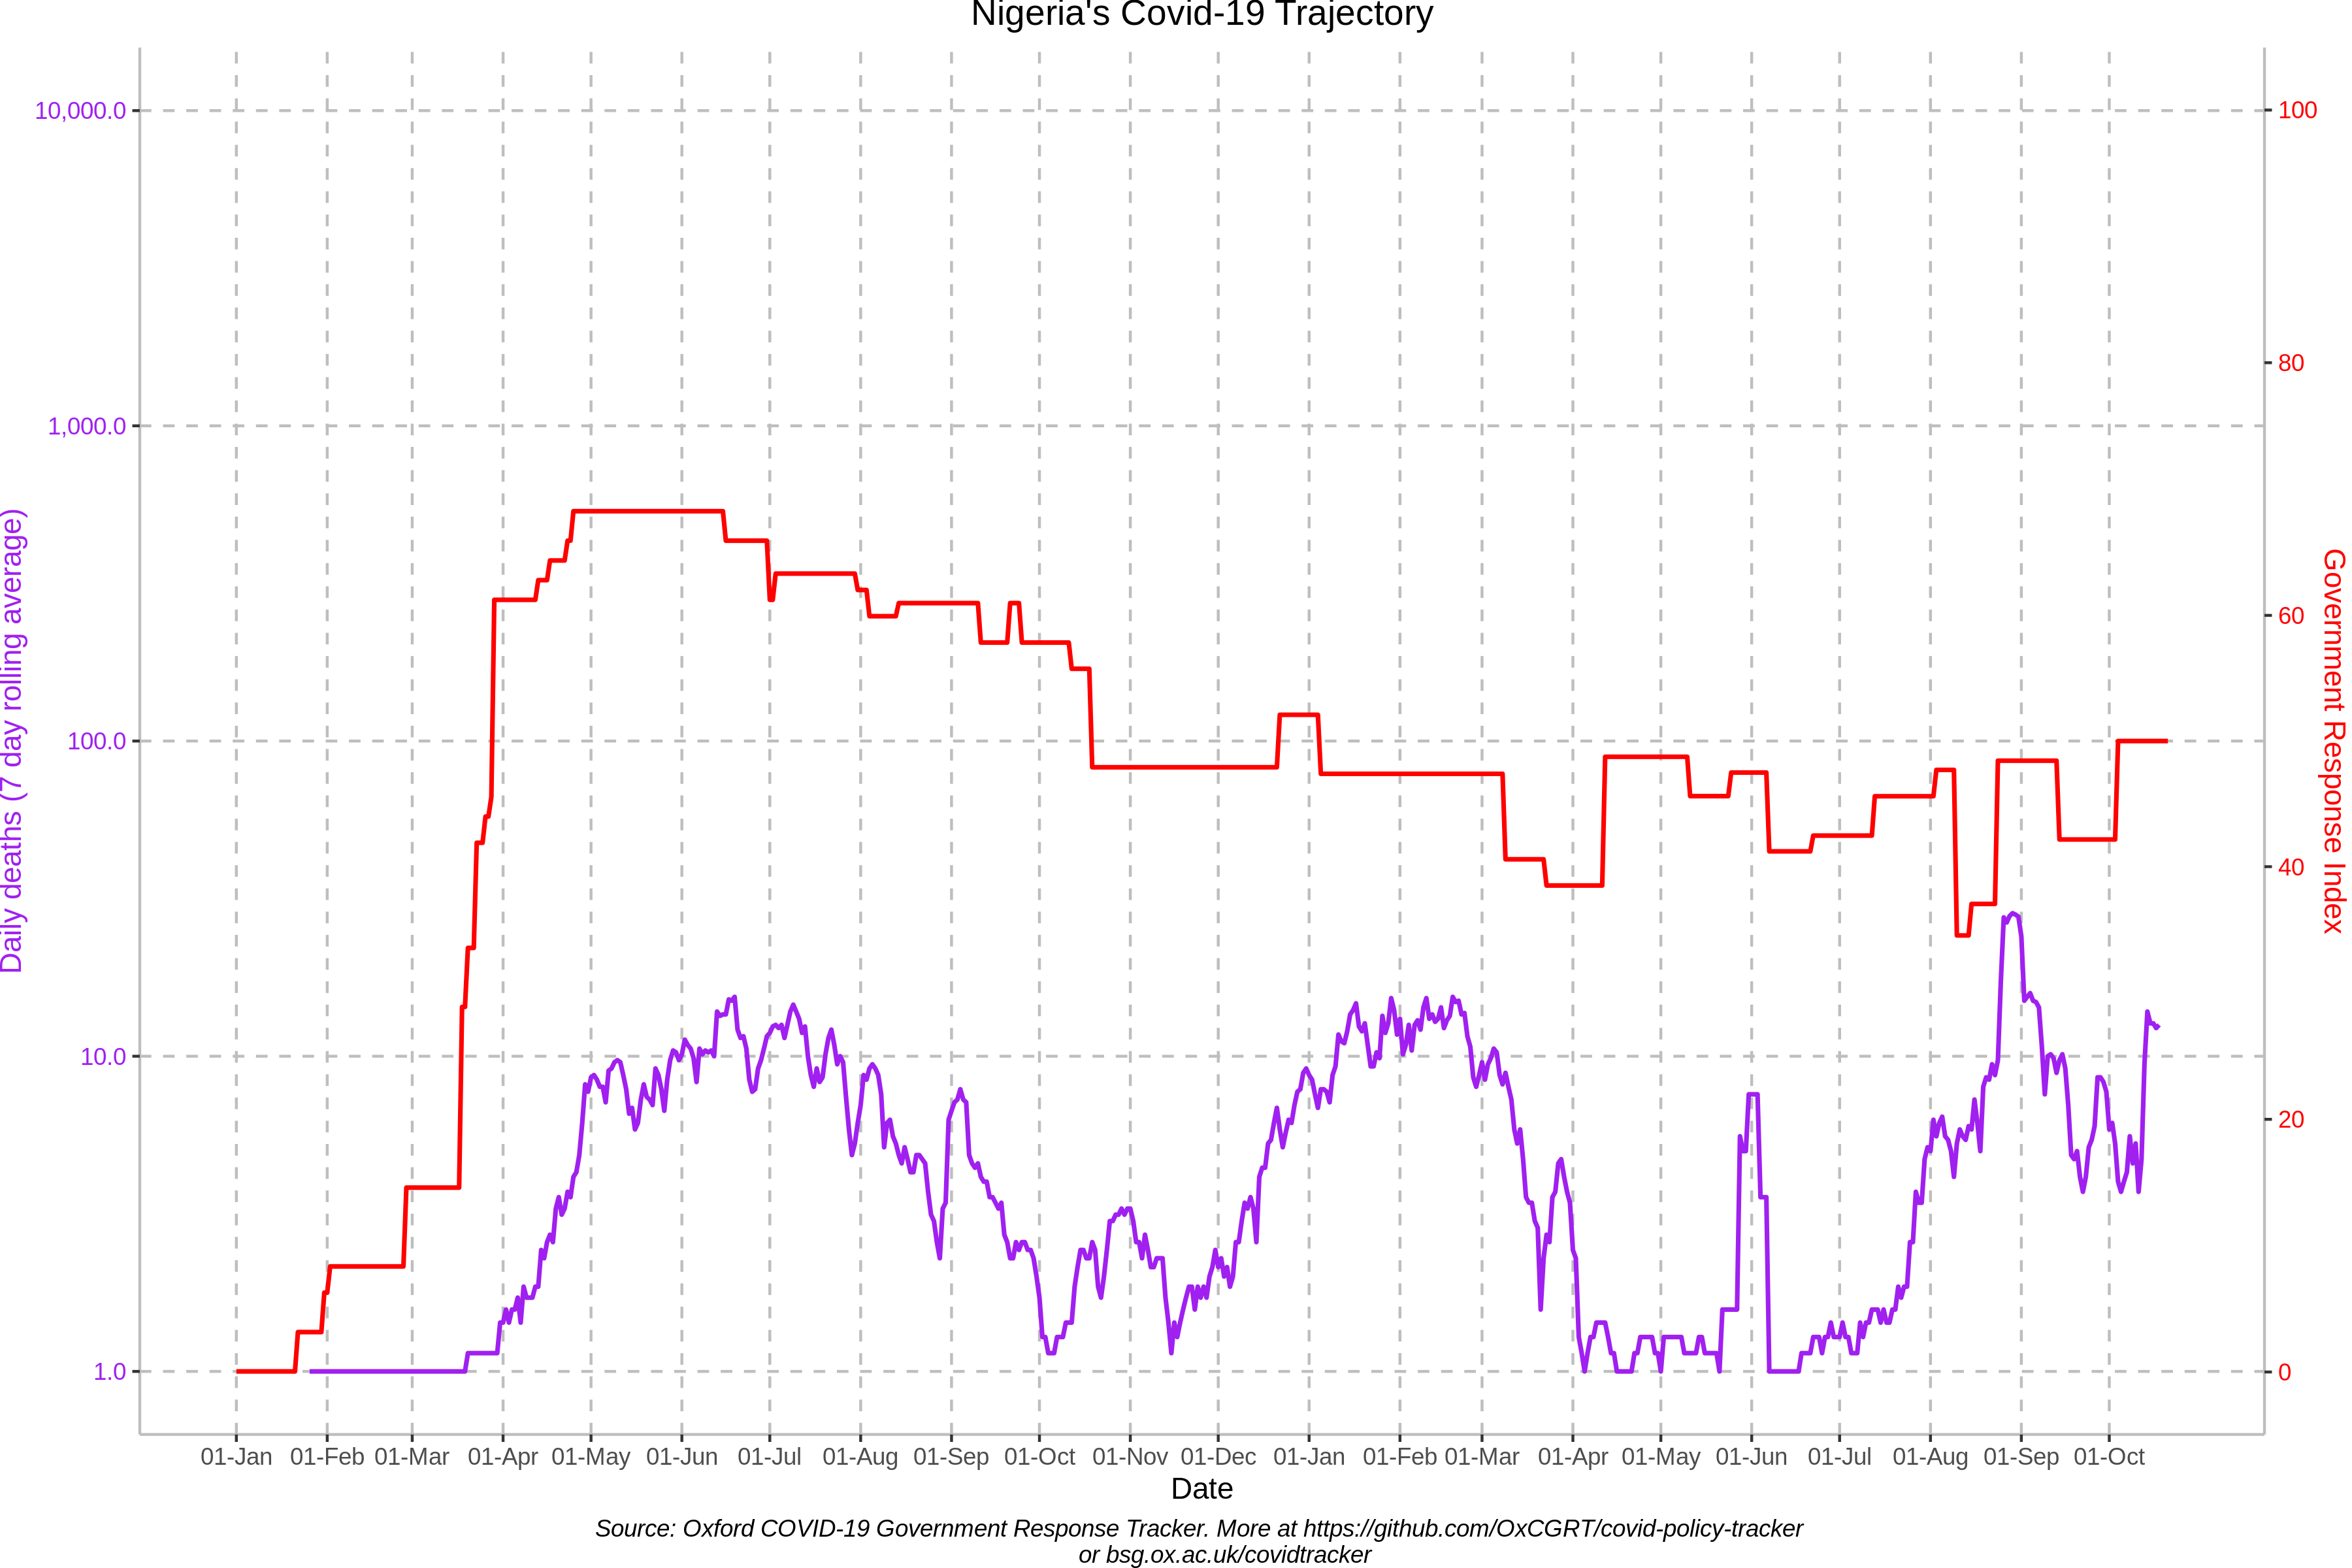 Nigeria's Covid-19 Trajectory
10,000.0
1,000.0
100.0
10.0
1.0
Daily deaths (7 day rolling average)
100
80
60
40
20
0
Government Response Index
01-Jan 01-Feb 01-Mar 01-Apr 01-May 01-Jun 01-Jul 01-Aug 01-Sep 01-Oct 01-Nov 01-Dec 01-Jan 01-Feb 01-Mar 01-Apr 01-May 01-Jun 01-Jul 01-Aug 01-Sep 01-Oct
Date
Source: Oxford COVID-19 Government Response Tracker. More at https://github.com/OxCGRT/covid-policy-tracker
or bsg.ox.ac.uk/covidtracker